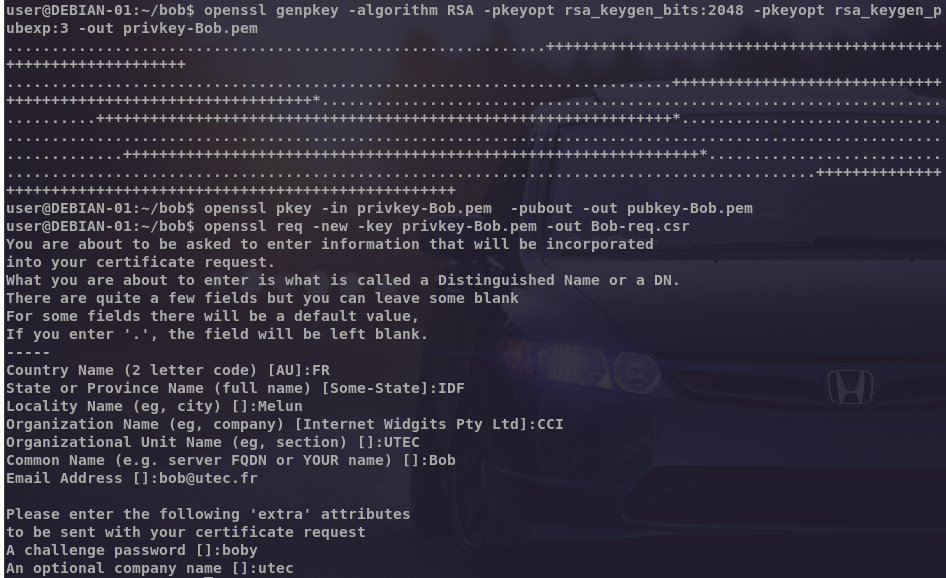 user@DEBIAN-01:~/bob$ openssl genpkey -algorithm RSA -pkeyopt rsa_keygen_bits:2048 -pkeyopt rsa_keygen_p
ubexp:3 -out privkey-Bob.pem
............................................................++++++++++++++++++++++++++++++++++++++++++++
++++++++++++++++++++
..........................................................................++++++++++++++++++++++++++++++
++++++++++++++++++++++++++++++++++*.....................................................................
..........++++++++++++++++++++++++++++++++++++++++++++++++++++++++++++++++*.............................
........................................................................................................
.............++++++++++++++++++++++++++++++++++++++++++++++++++++++++++++++++*..........................
..........................................................................................++++++++++++++
++++++++++++++++++++++++++++++++++++++++++++++++++
user@DEBIAN-01:~/bob$ openssl pkey -in privkey-Bob.pem  -pubout -out pubkey-Bob.pem
user@DEBIAN-01:~/bob$ openssl req -new -key privkey-Bob.pem -out Bob-req.csr
You are about to be asked to enter information that will be incorporated
into your certificate request.
What you are about to enter is what is called a Distinguished Name or a DN.
There are quite a few fields but you can leave some blank
For some fields there will be a default value,
If you enter '.', the field will be left blank.
-----
Country Name (2 letter code) [AU]:FR
State or Province Name (full name) [Some-State]:IDF
Locality Name (eg, city) []:Melun
Organization Name (eg, company) [Internet Widgits Pty Ltd]:CCI
Organizational Unit Name (eg, section) []:UTEC
Common Name (e.g. server FQDN or YOUR name) []:Bob
Email Address []:bob@utec.fr

Please enter the following 'extra' attributes
to be sent with your certificate request
A challenge password []:boby
An optional company name []:utec